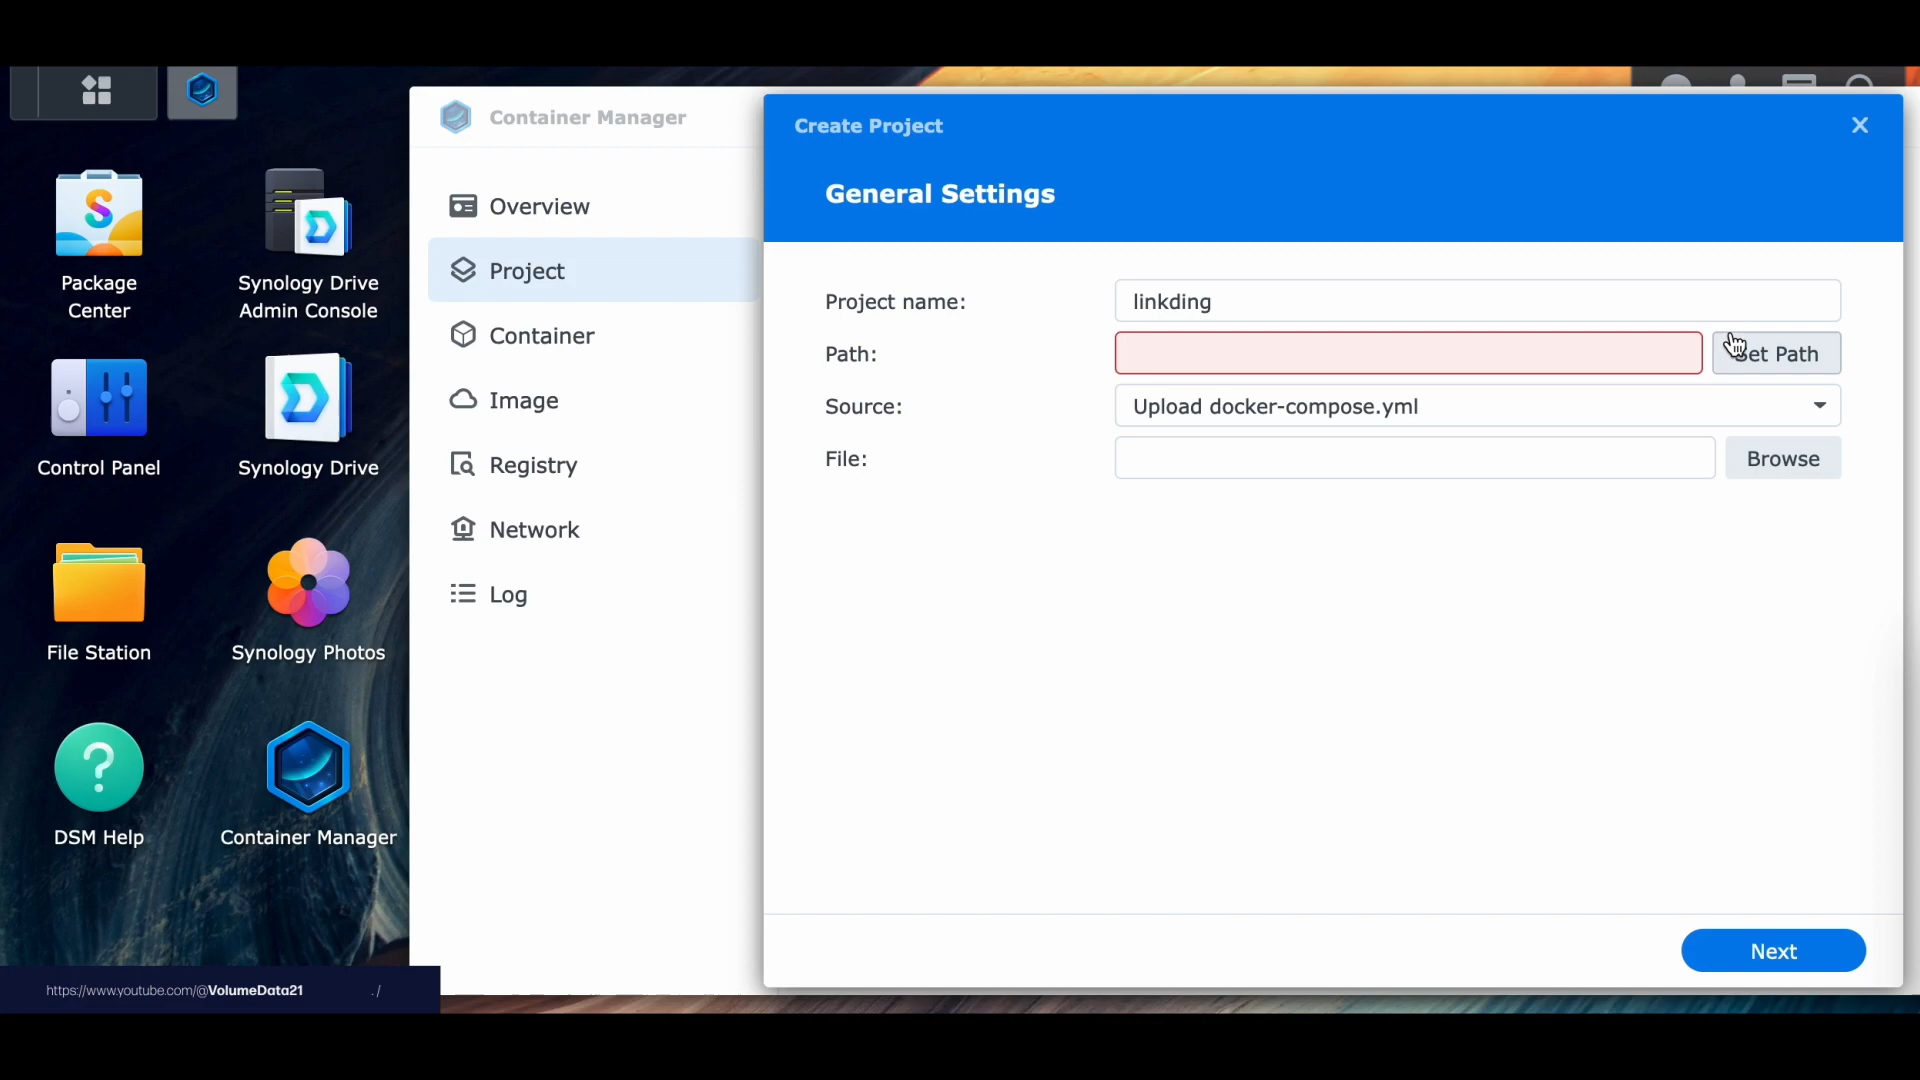 Package
Center
Synology Drive
Admin Console
Control Panel
Synology Drive
File Station
Synology Photos
DSM Help
Container Manager
https://www.youtube.com/@VolumeData21 ./
Container Manager
Overview
Project
Container
Image
Registry
Network
Log
Create Project
General Settings
Project name: linkding
Path: Set Path
Source: Upload docker-compose.yml
File: Browse
Next